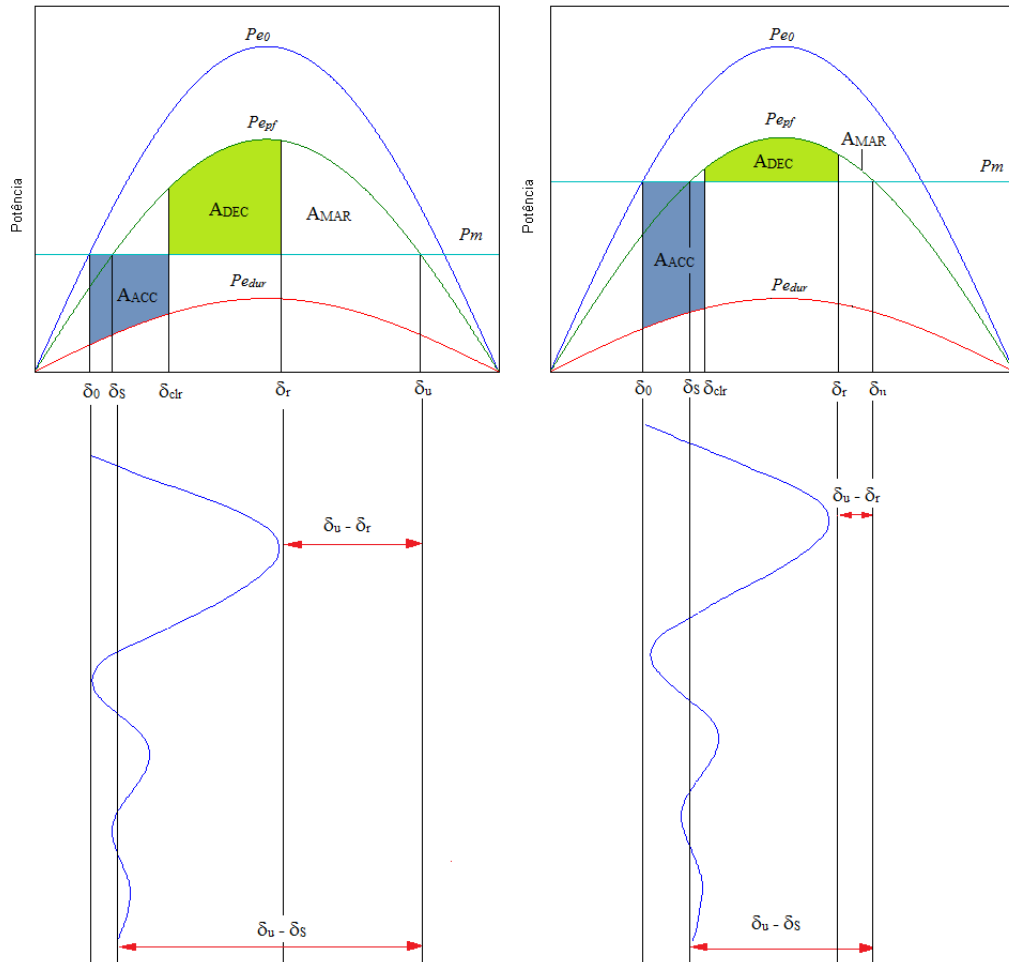 Pe0
Pepf
ADEC
AMAR
Pm
AACC
Pedur
Potência
δ0 δS δclr δr δu
δu - δr
δu - δS
Pe0
Pepf
AMAR
ADEC
Pm
AACC
Pedur
Potência
δ0 δS δclr δr δu
δu - δr
δu - δS